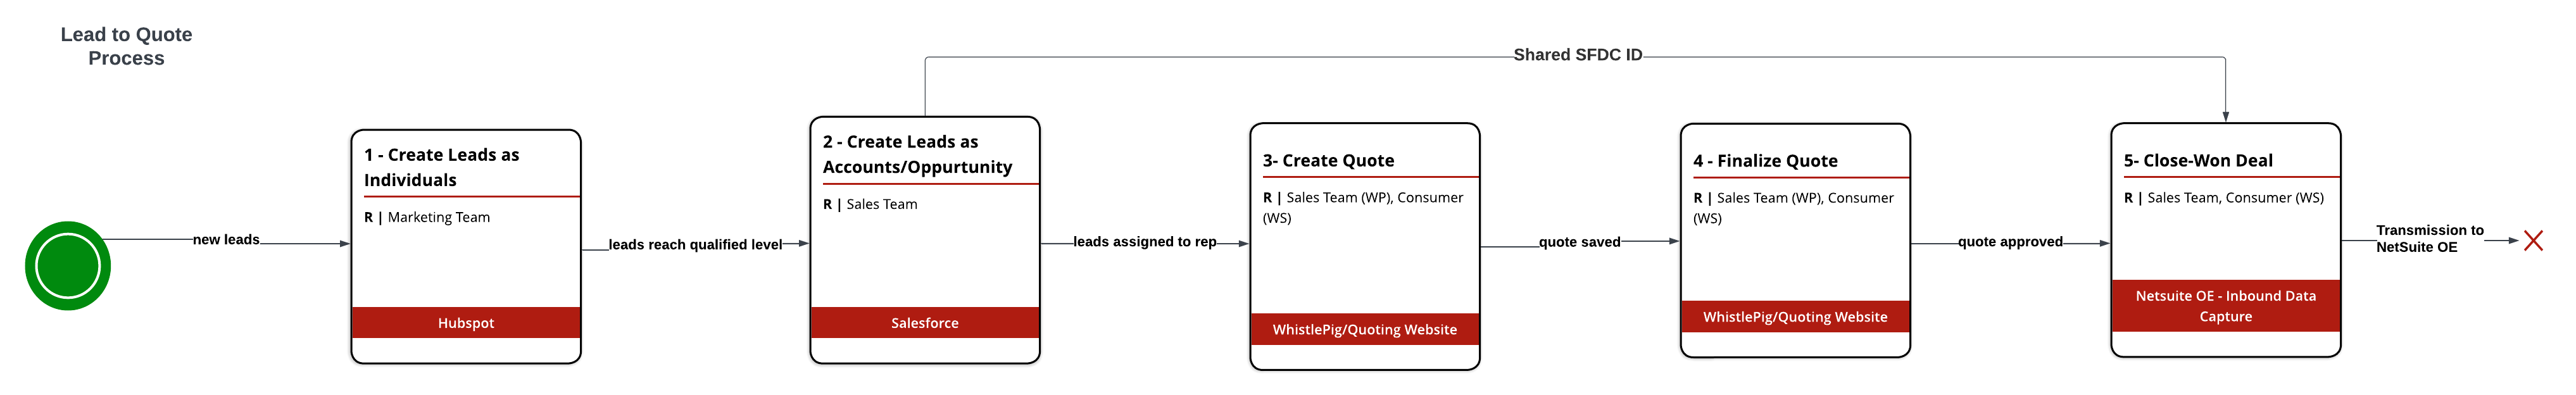 Lead to Quote
Process
Shared SFDC ID
new leads
1 - Create Leads as
Individuals
R | Marketing Team
Hubspot
leads reach qualified level
2 - Create Leads as
Accounts/Oppurtunity
R | Sales Team
Salesforce
leads assigned to rep
3- Create Quote
R | Sales Team (WP), Consumer
(WS)
WhistlePig/Quoting Website
quote saved
4 - Finalize Quote
R | Sales Team (WP), Consumer
(WS)
WhistlePig/Quoting Website
quote approved
5- Close-Won Deal
R | Sales Team, Consumer (WS)
Netsuite OE - Inbound Data
Capture
Transmission to
NetSuite OE